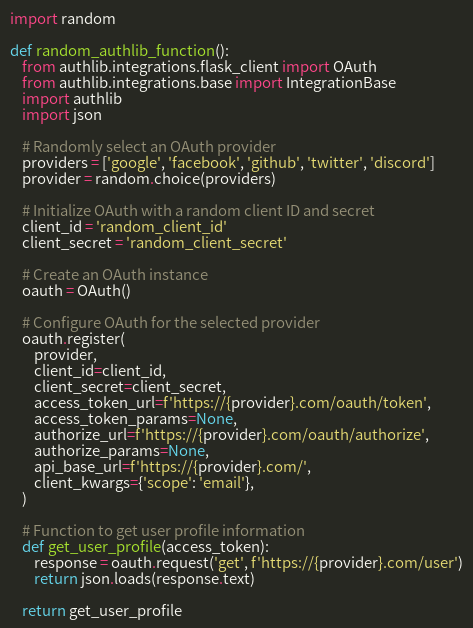 import random

def random_authlib_function():
    from authlib.integrations.flask_client import OAuth
    from authlib.integrations.base import IntegrationBase
    import authlib
    import json

    # Randomly select an OAuth provider
    providers = ['google', 'facebook', 'github', 'twitter', 'discord']
    provider = random.choice(providers)

    # Initialize OAuth with a random client ID and secret
    client_id = 'random_client_id'
    client_secret = 'random_client_secret'

    # Create an OAuth instance
    oauth = OAuth()

    # Configure OAuth for the selected provider
    oauth.register(
        provider,
        client_id=client_id,
        client_secret=client_secret,
        access_token_url=f'https://{provider}.com/oauth/token',
        access_token_params=None,
        authorize_url=f'https://{provider}.com/oauth/authorize',
        authorize_params=None,
        api_base_url=f'https://{provider}.com/',
        client_kwargs={'scope': 'email'},
    )

    # Function to get user profile information
    def get_user_profile(access_token):
        response = oauth.request('get', f'https://{provider}.com/user')
        return json.loads(response.text)

    return get_user_profile